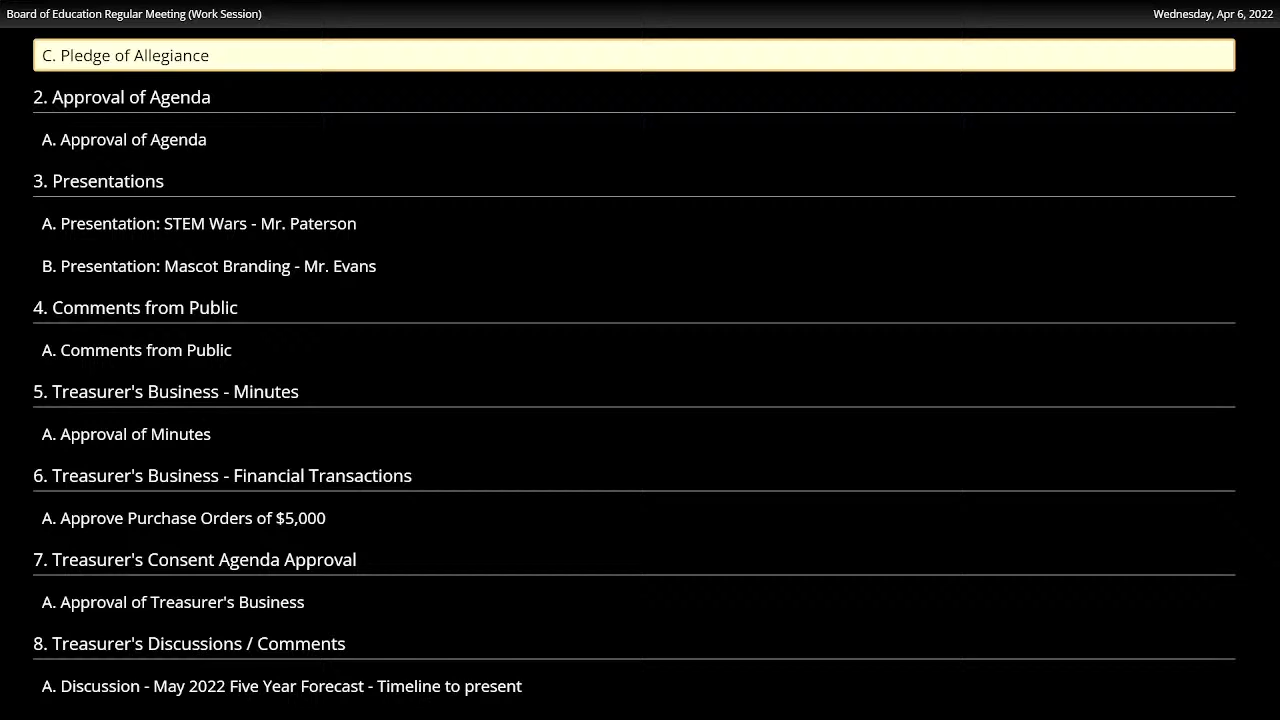 Board of Education Regular Meeting (Work Session)
Wednesday, Apr 6, 2022
C. Pledge of Allegiance
2. Approval of Agenda
A. Approval of Agenda
3. Presentations
A. Presentation: STEM Wars - Mr. Paterson
B. Presentation: Mascot Branding - Mr. Evans
4. Comments from Public
A. Comments from Public
5. Treasurer's Business - Minutes
A. Approval of Minutes
6. Treasurer's Business - Financial Transactions
A. Approve Purchase Orders of $5,000
7. Treasurer's Consent Agenda Approval
A. Approval of Treasurer's Business
8. Treasurer's Discussions / Comments
A. Discussion - May 2022 Five Year Forecast - Timeline to present